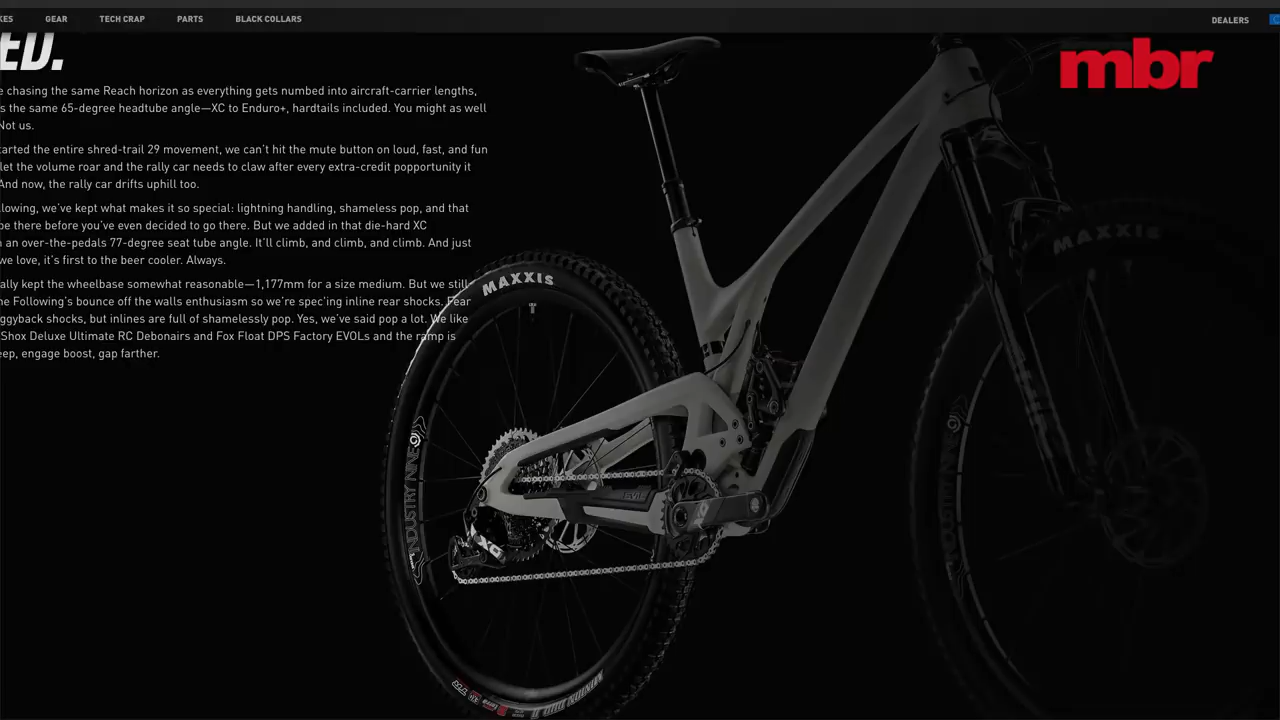 KES GEAR TECH CRAP PARTS BLACK COLLARS DEALERS
mbr
ED.
e chasing the same Reach horizon as everything gets numbed into aircraft-carrier lengths,
s the same 65-degree headtube angle—XC to Enduro+, hardtails included. You might as well
Not us.
tarted the entire shred-trail 29 movement, we can't hit the mute button on loud, fast, and fun
let the volume roar and the rally car needs to claw after every extra-credit popportunity it
And now, the rally car drifts uphill too.
llowing, we've kept what makes it so special: lightning handling, shameless pop, and that
be there before you've even decided to go there. But we added in that die-hard XC
n an over-the-pedals 77-degree seat tube angle. It'll climb, and climb, and climb. And just
we love, it's first to the beer cooler. Always.
ally kept the wheelbase somewhat reasonable—1,177mm for a size medium. But we still
he Following's bounce off the walls enthusiasm so we're spec'ing inline rear shocks. Fear
ggyback shocks, but inlines are full of shamelessly pop. Yes, we've said pop a lot. We like
Shox Deluxe Ultimate RC Debonairs and Fox Float DPS Factory EVOLs and the ramp is
eep, engage boost, gap farther.
MAXXIS
MAXXIS
INDUSTRY NINE
INDUSTRY NINE
EVIL
XO
MINION DHR II